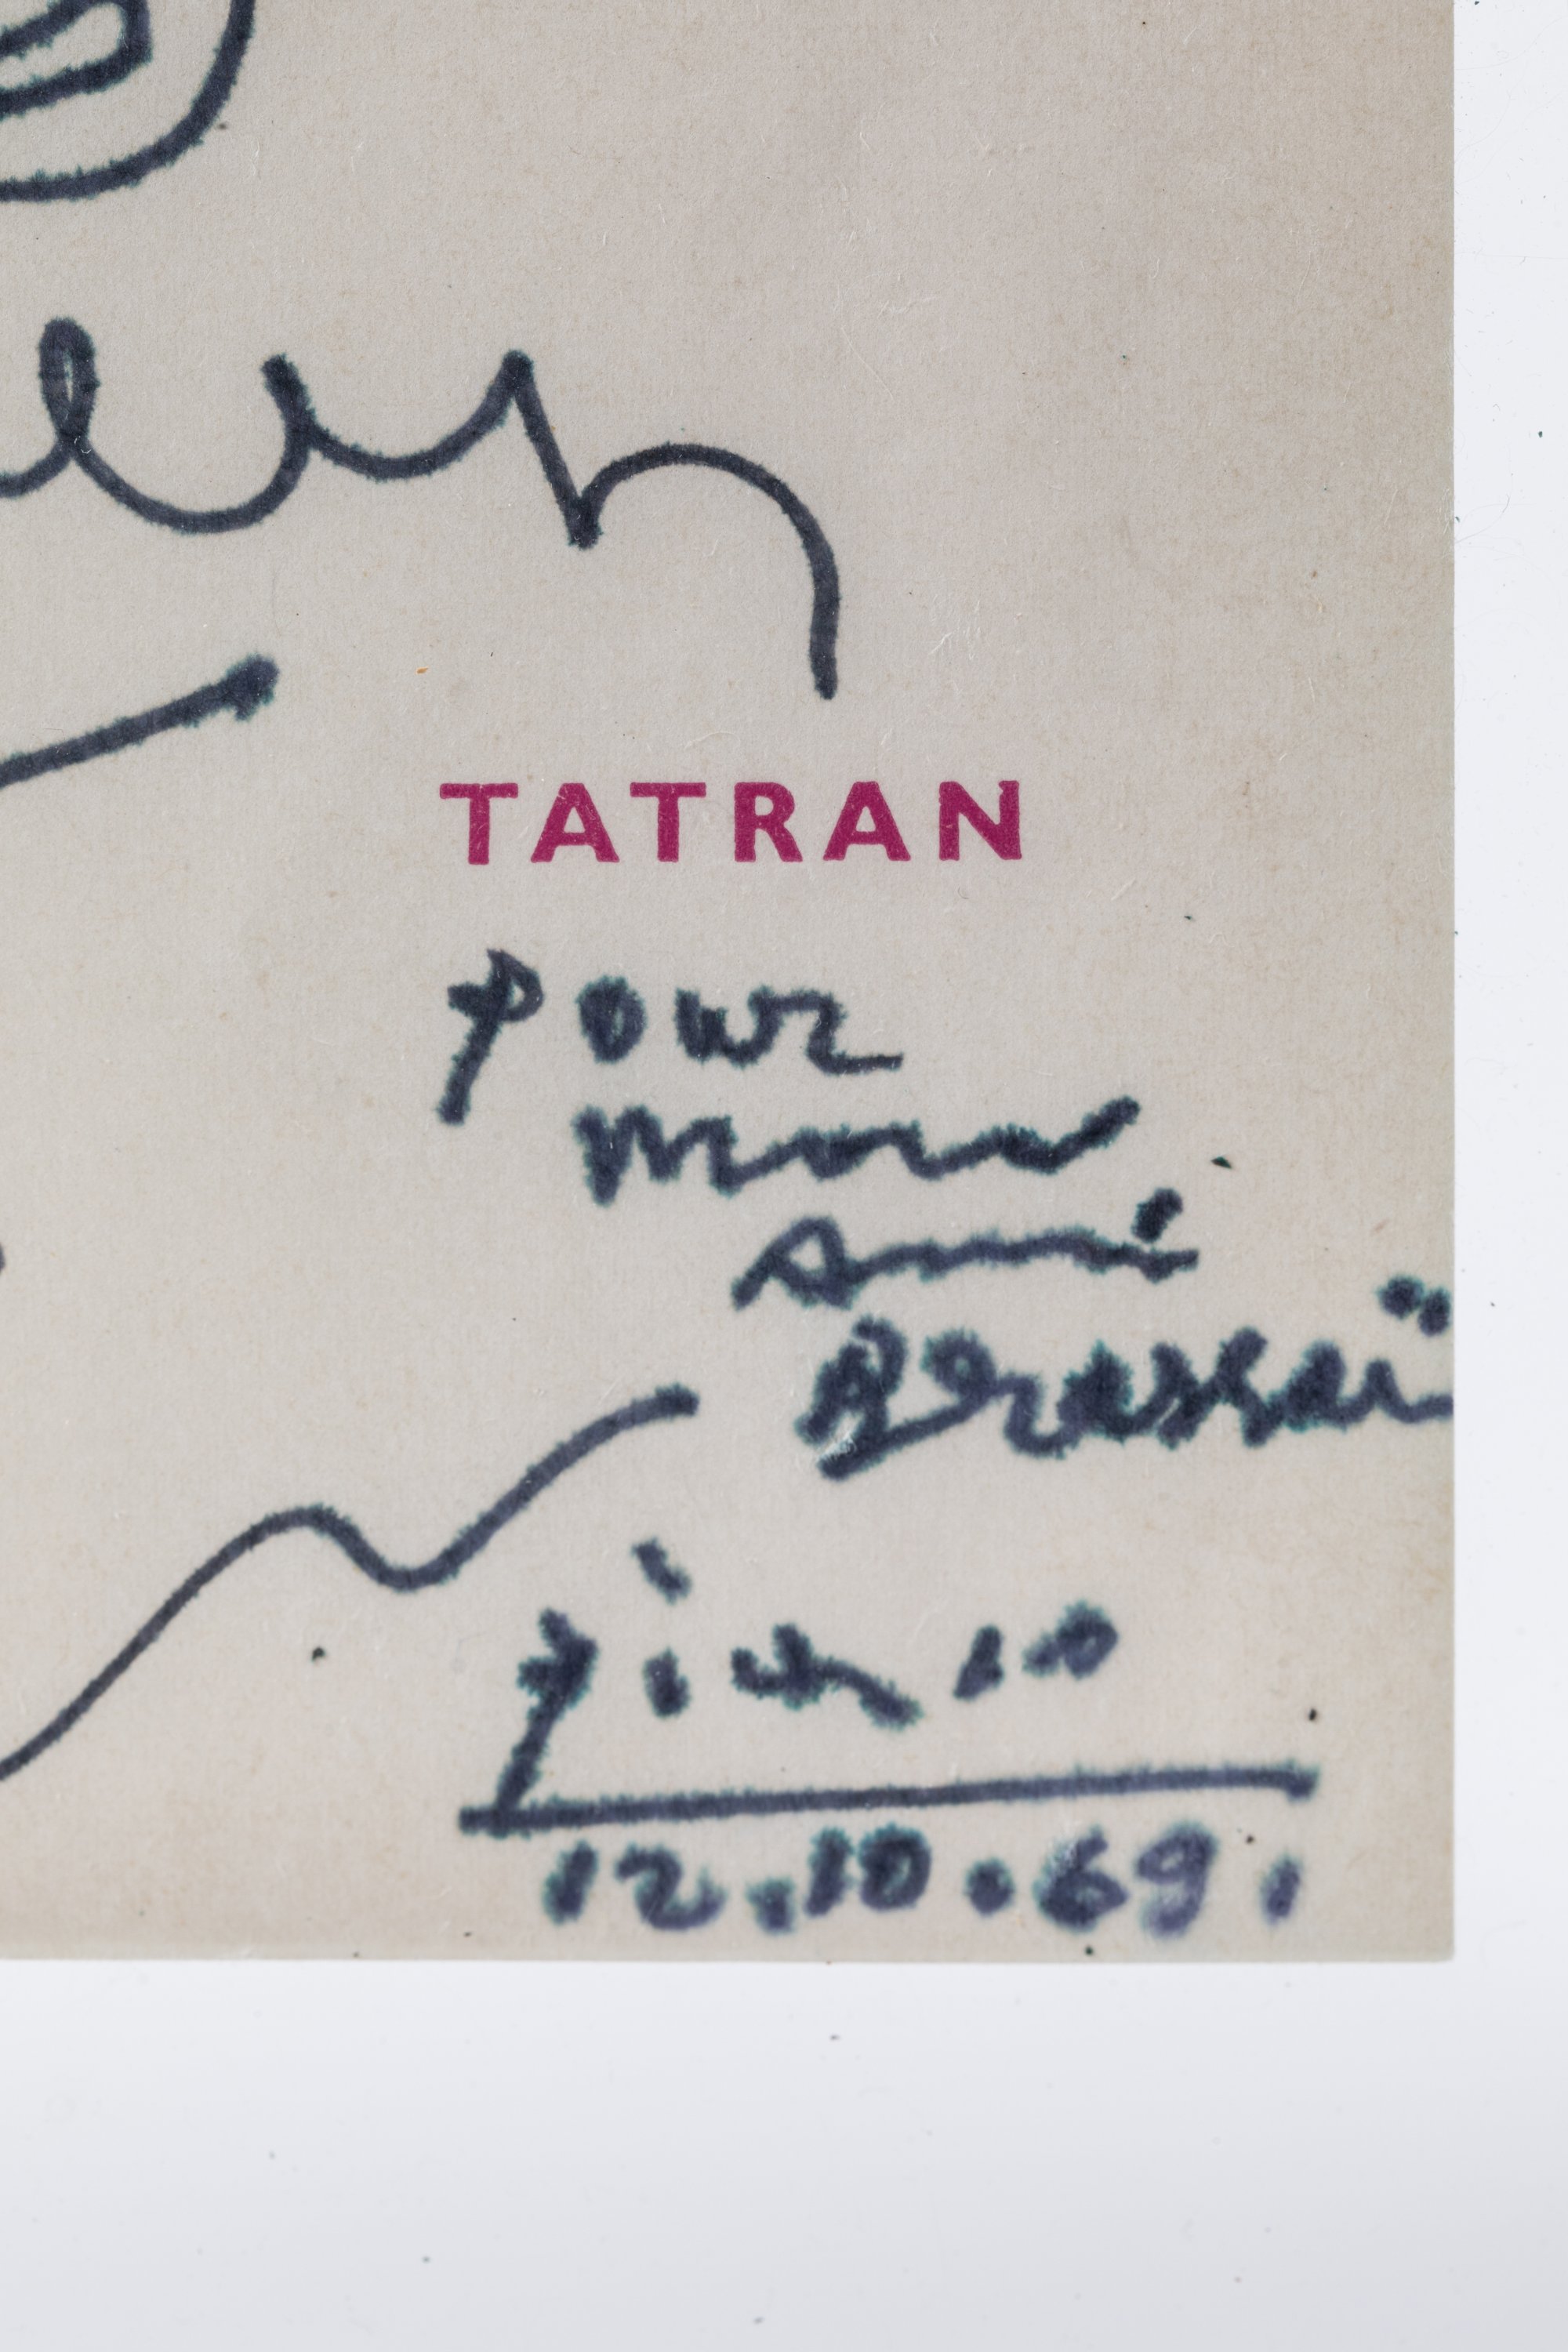 TATRAN
Pour
mon
Ami
Brassaï
Picasso
12.10.69.